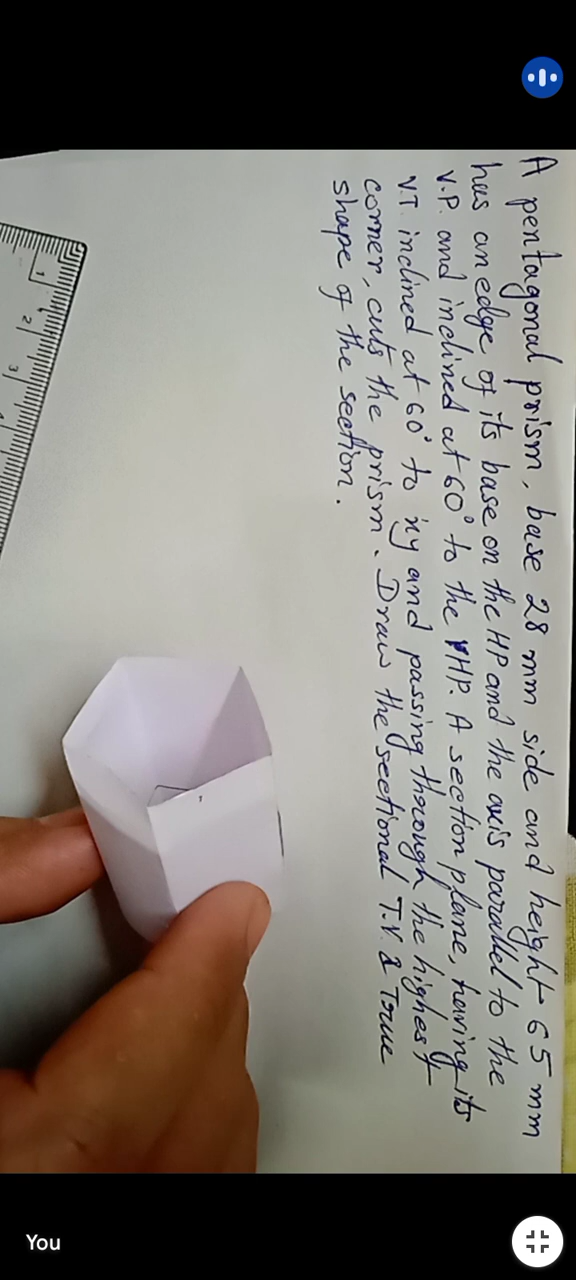 A pentagonal prism, base 28 mm side and height 65 mm
has an edge of its base on the HP and the axis parallel to the
V.P. and inclined at 60° to the HP. A section plane, having its
V.T. inclined at 60° to xy and passing through the highest
corner, cuts the prism. Draw the sectional T.V. & True
shape of the section.
1
2
3
You